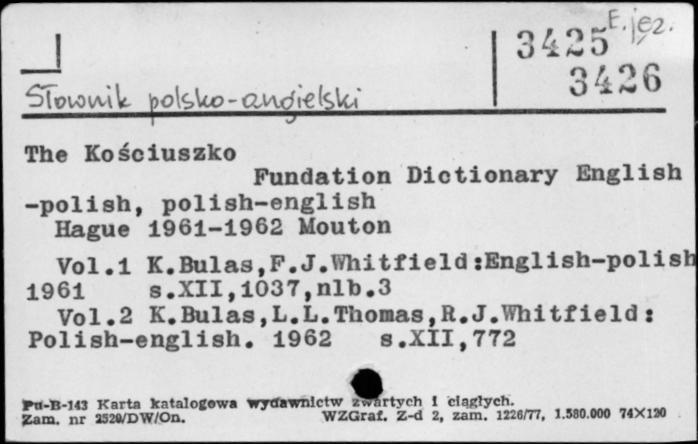 3425 E.jęz.
3426
Słownik polsko-angielski
The Kościuszko
Fundation Dictionary English
-polish, polish-english
Hague 1961-1962 Mouton
Vol.1 K.Bulas,F.J.Whitfield:English-polish
1961 s.XII,1037,nlb.3
Vol.2 K.Bulas,L.L.Thomas,R.J.Whitfield:
Polish-english. 1962 s.XII,772
Pu-B-143 Karta katalogowa wydawnictw zwartych i ciągłych.
Zam. nr 2520/DW/On. WZGraf. Z-d 2, zam. 1226/77, 1.580.000 74×120